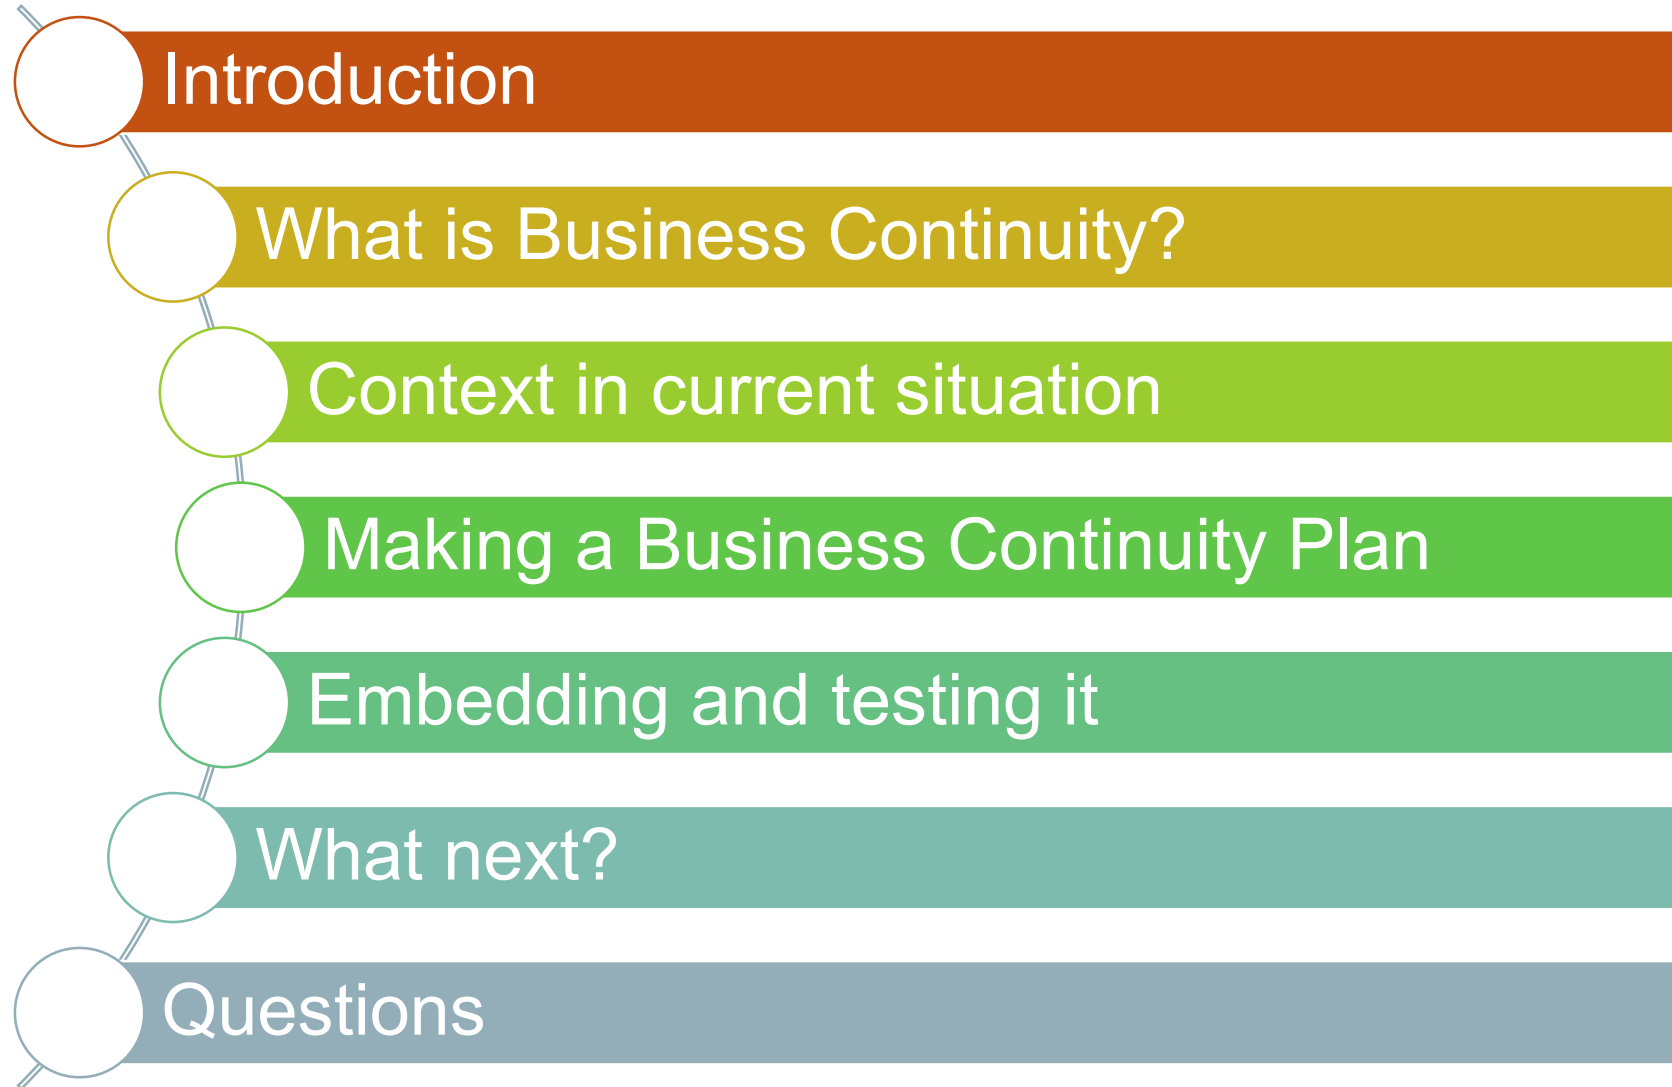 Introduction
What is Business Continuity?
Context in current situation
Making a Business Continuity Plan
Embedding and testing it
What next?
Questions